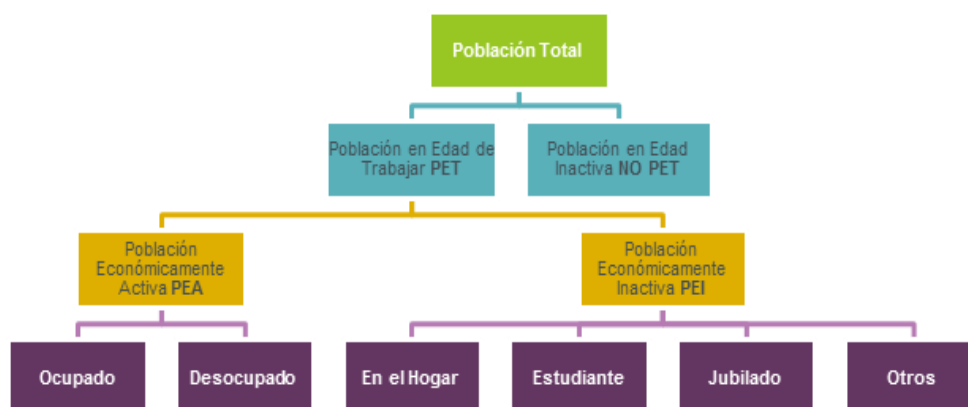 Población Total
Población en Edad de
Trabajar PET
Población en Edad
Inactiva NO PET
Población
Económicamente
Activa PEA
Población
Económicamente
Inactiva PEI
Ocupado
Desocupado
En el Hogar
Estudiante
Jubilado
Otros